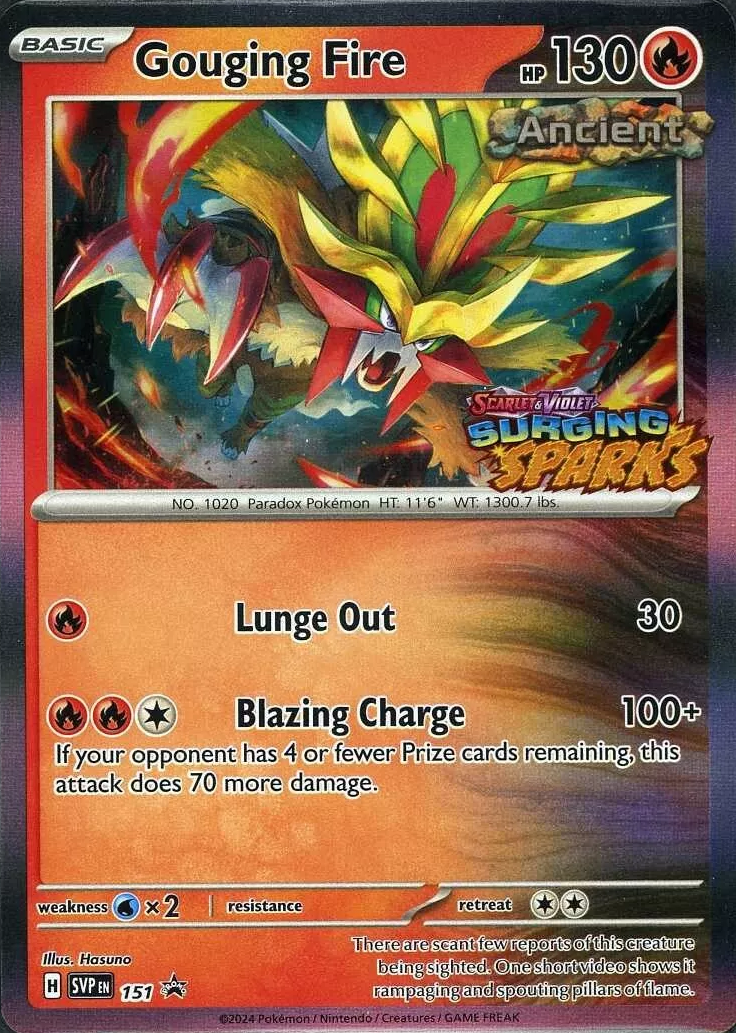 BASIC
Gouging Fire
HP 130
Ancient
SCARLET & VIOLET
SURGING
SPARKS
NO. 1020 Paradox Pokémon HT: 11'6" WT: 1300.7 lbs.
Lunge Out 30
Blazing Charge 100+
If your opponent has 4 or fewer Prize cards remaining, this
attack does 70 more damage.
weakness ×2 resistance retreat
Illus. Hasuno
There are scant few reports of this creature
being sighted. One short video shows it
rampaging and spouting pillars of flame.
H SVP EN 151 PROMO
©2024 Pokémon / Nintendo / Creatures / GAME FREAK